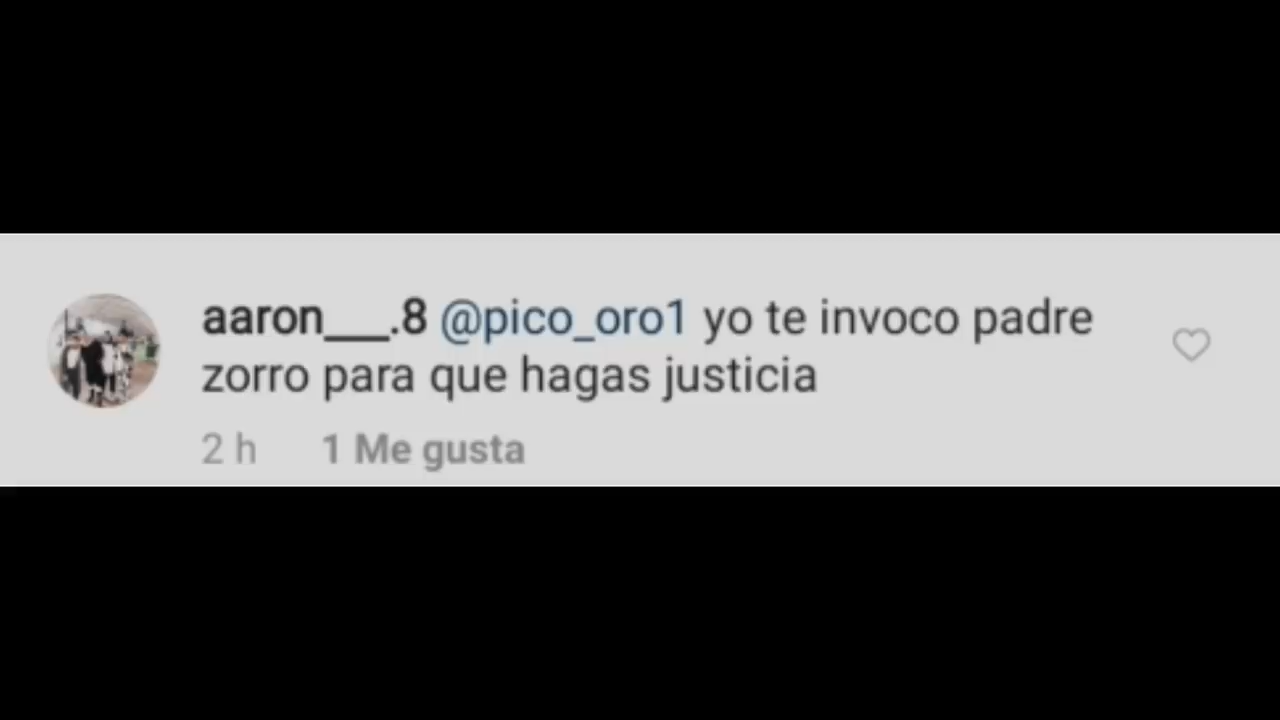 aaron___.8 @pico_oro1 yo te invoco padre
zorro para que hagas justicia
2 h 1 Me gusta